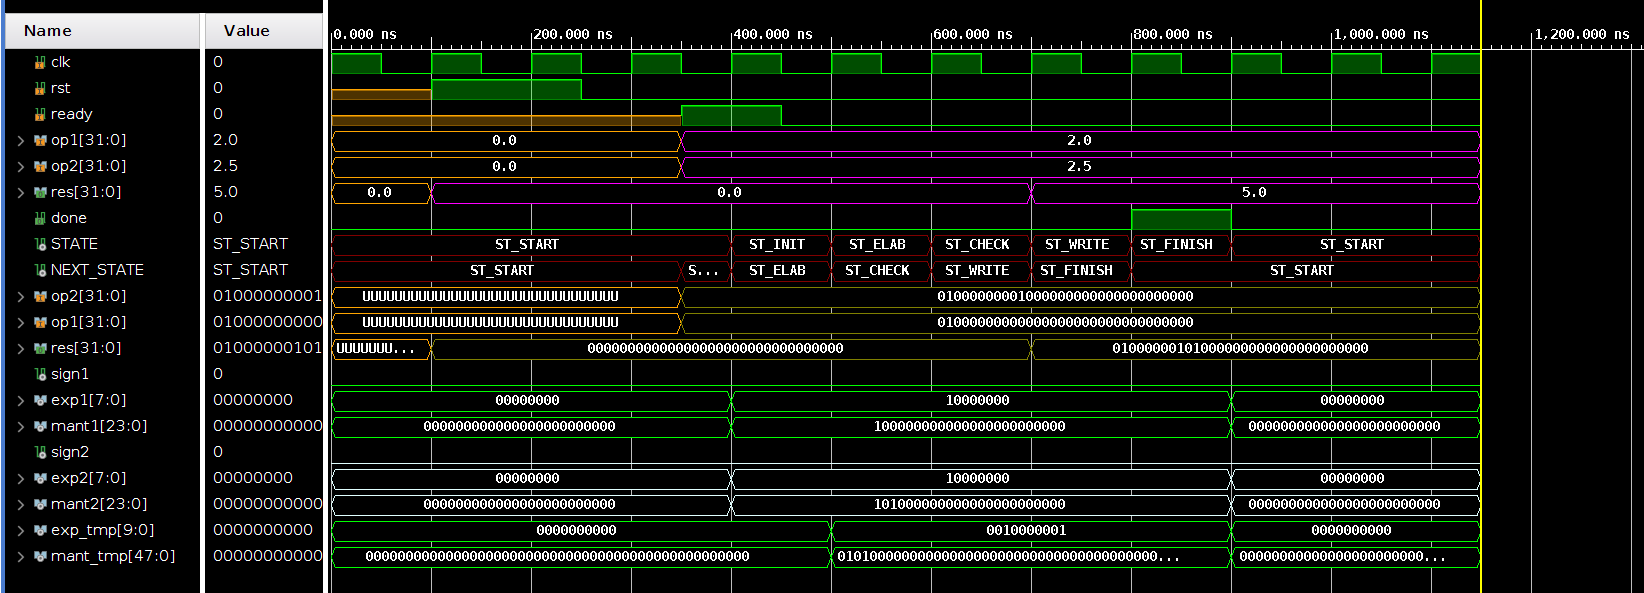 Name Value 0.000 ns 200.000 ns 400.000 ns 600.000 ns 800.000 ns 1,000.000 ns 1,200.000 ns
clk 0
rst 0
ready 0
op1[31:0] 2.0 0.0 2.0
op2[31:0] 2.5 0.0 2.5
res[31:0] 5.0 0.0 0.0 5.0
done 0
STATE ST_START ST_START ST_INIT ST_ELAB ST_CHECK ST_WRITE ST_FINISH ST_START
NEXT_STATE ST_START ST_START S... ST_ELAB ST_CHECK ST_WRITE ST_FINISH ST_START
op2[31:0] 01000000001 UUUUUUUUUUUUUUUUUUUUUUUUUUUUUUUU 01000000001000000000000000000000
op1[31:0] 01000000000 UUUUUUUUUUUUUUUUUUUUUUUUUUUUUUUU 01000000000000000000000000000000
res[31:0] 01000000101 UUUUUUU... 00000000000000000000000000000000 01000000101000000000000000000000
sign1 0
exp1[7:0] 00000000 00000000 10000000 00000000
mant1[23:0] 00000000000 000000000000000000000000 100000000000000000000000 000000000000000000000000
sign2 0
exp2[7:0] 00000000 00000000 10000000 00000000
mant2[23:0] 00000000000 000000000000000000000000 101000000000000000000000 000000000000000000000000
exp_tmp[9:0] 0000000000 0000000000 0010000001 0000000000
mant_tmp[47:0] 00000000000 000000000000000000000000000000000000000000000000 0101000000000000000000000000000000000000... 00000000000000000000000...